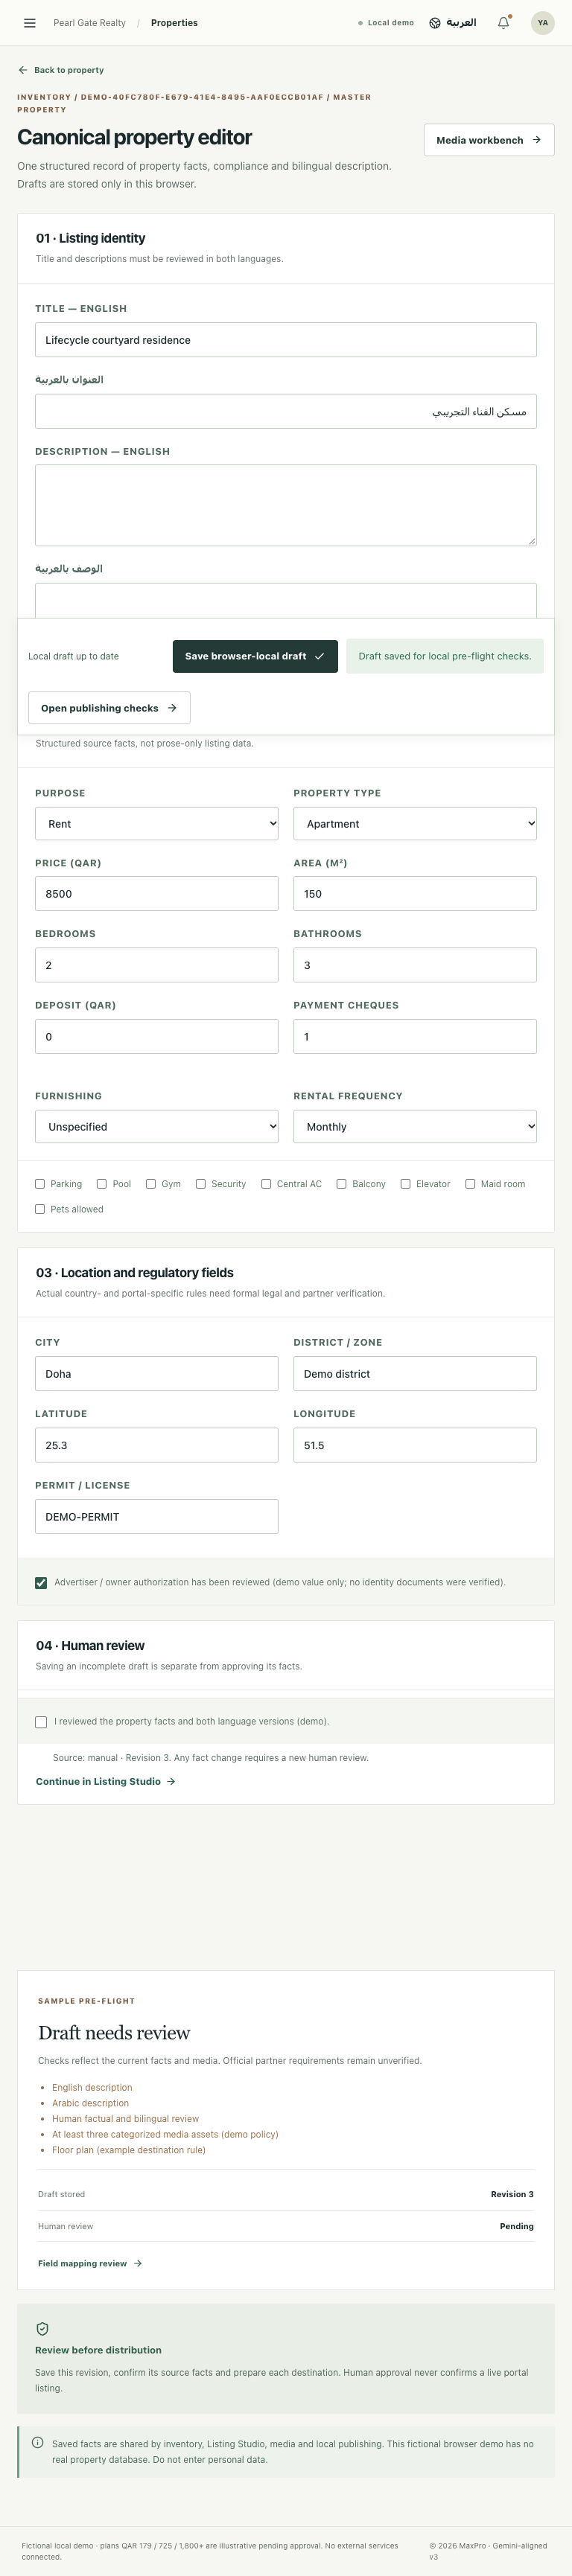 Pearl Gate Realty / Properties
Local demo
العربية
YA
Back to property
INVENTORY / DEMO-40FC780F-E679-41E4-8495-AAF0ECCB01AF / MASTER
PROPERTY
Canonical property editor
Media workbench
One structured record of property facts, compliance and bilingual description.
Drafts are stored only in this browser.
01 · Listing identity
Title and descriptions must be reviewed in both languages.
TITLE — ENGLISH
Lifecycle courtyard residence
العنوان بالعربية
مسكن الفناء التجريبي
DESCRIPTION — ENGLISH
الوصف بالعربية
Local draft up to date
Save browser-local draft
Draft saved for local pre-flight checks.
Open publishing checks
Structured source facts, not prose-only listing data.
PURPOSE
PROPERTY TYPE
Rent
Apartment
PRICE (QAR)
AREA (M²)
8500
150
BEDROOMS
BATHROOMS
2
3
DEPOSIT (QAR)
PAYMENT CHEQUES
0
1
FURNISHING
RENTAL FREQUENCY
Unspecified
Monthly
Parking Pool Gym Security Central AC Balcony Elevator Maid room
Pets allowed
03 · Location and regulatory fields
Actual country- and portal-specific rules need formal legal and partner verification.
CITY
DISTRICT / ZONE
Doha
Demo district
LATITUDE
LONGITUDE
25.3
51.5
PERMIT / LICENSE
DEMO-PERMIT
Advertiser / owner authorization has been reviewed (demo value only; no identity documents were verified).
04 · Human review
Saving an incomplete draft is separate from approving its facts.
I reviewed the property facts and both language versions (demo).
Source: manual · Revision 3. Any fact change requires a new human review.
Continue in Listing Studio
SAMPLE PRE-FLIGHT
Draft needs review
Checks reflect the current facts and media. Official partner requirements remain unverified.
• English description
• Arabic description
• Human factual and bilingual review
• At least three categorized media assets (demo policy)
• Floor plan (example destination rule)
Draft stored
Revision 3
Human review
Pending
Field mapping review
Review before distribution
Save this revision, confirm its source facts and prepare each destination. Human approval never confirms a live portal
listing.
Saved facts are shared by inventory, Listing Studio, media and local publishing. This fictional browser demo has no
real property database. Do not enter personal data.
Fictional local demo · plans QAR 179 / 725 / 1,800+ are illustrative pending approval. No external services
connected.
© 2026 MaxPro · Gemini-aligned
v3